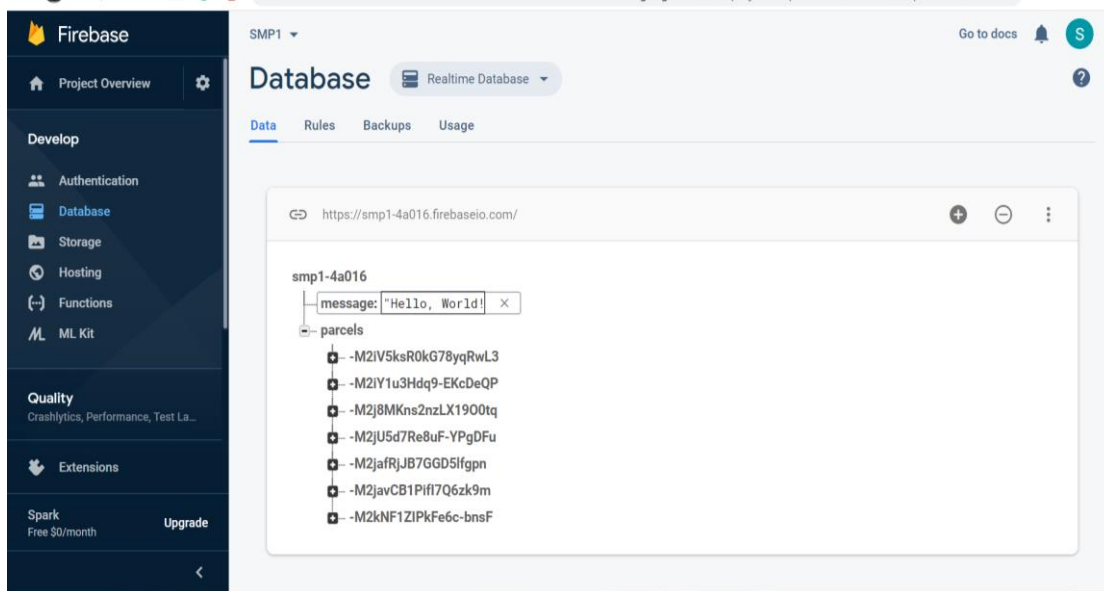 Firebase
SMP1
Go to docs
S
Project Overview
Database
Realtime Database
Data Rules Backups Usage
Develop
Authentication
Database
Storage
Hosting
Functions
ML Kit
https://smp1-4a016.firebaseio.com/
smp1-4a016
message: "Hello, World!
parcels
-M2iV5ksR0kG78yqRwL3
-M2iY1u3Hdq9-EKcDeQP
-M2j8MKns2nzLX19O0tq
-M2jU5d7Re8uF-YPgDFu
-M2jafRjJB7GGD5lfgpn
-M2javCB1PifI7Q6zk9m
-M2kNF1ZIPkFe6c-bnsF
Quality
Crashlytics, Performance, Test La...
Extensions
Spark
Free $0/month
Upgrade